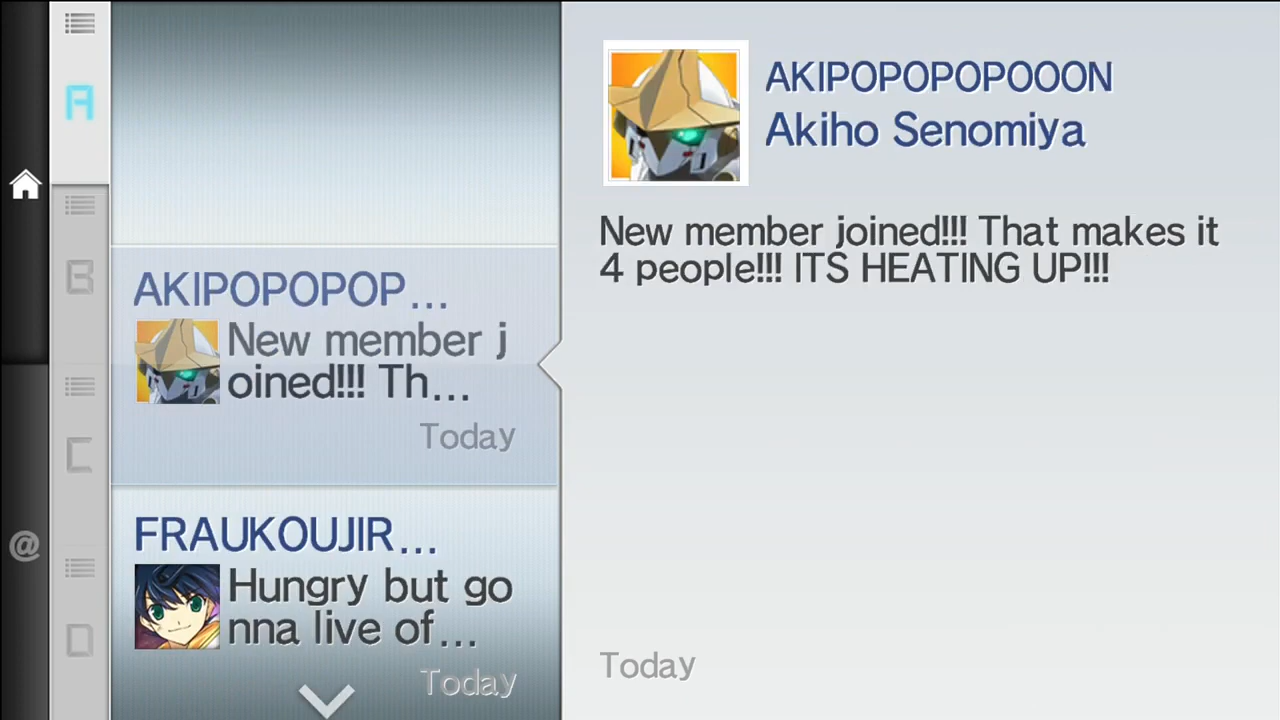 A
B
C
D
@
AKIPOPOPOP...
New member j
oined!!! Th...
Today
FRAUKOUJIR...
Hungry but go
nna live of...
Today
AKIPOPOPOPOOON
Akiho Senomiya
New member joined!!! That makes it
4 people!!! ITS HEATING UP!!!
Today